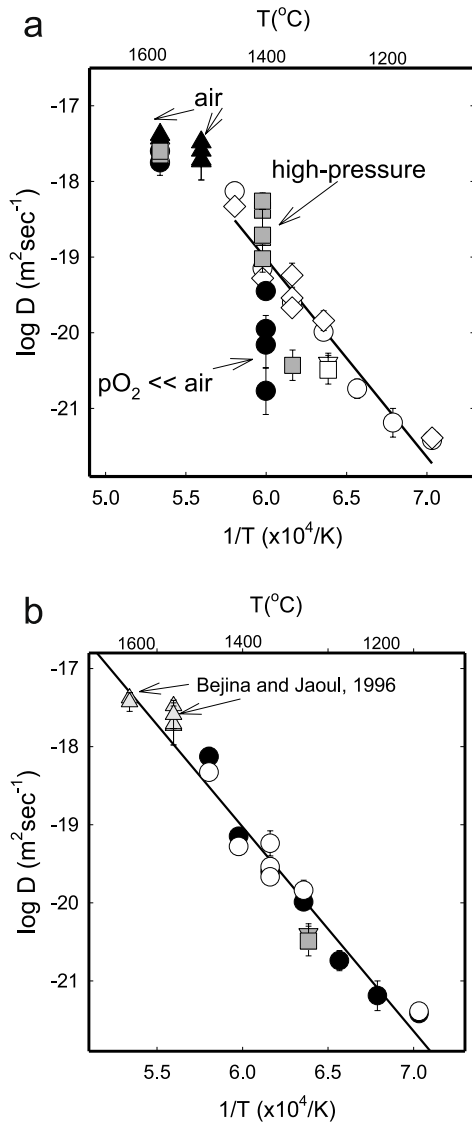 a
T(°C)
1600 1400 1200
air
high-pressure
pO₂ << air
-17
-18
-19
-20
-21
log D (m²sec⁻¹)
5.0 5.5 6.0 6.5 7.0
1/T (x10⁴/K)
b
T(°C)
1600 1400 1200
Bejina and Jaoul, 1996
-17
-18
-19
-20
-21
log D (m²sec⁻¹)
5.5 6.0 6.5 7.0
1/T (x10⁴/K)